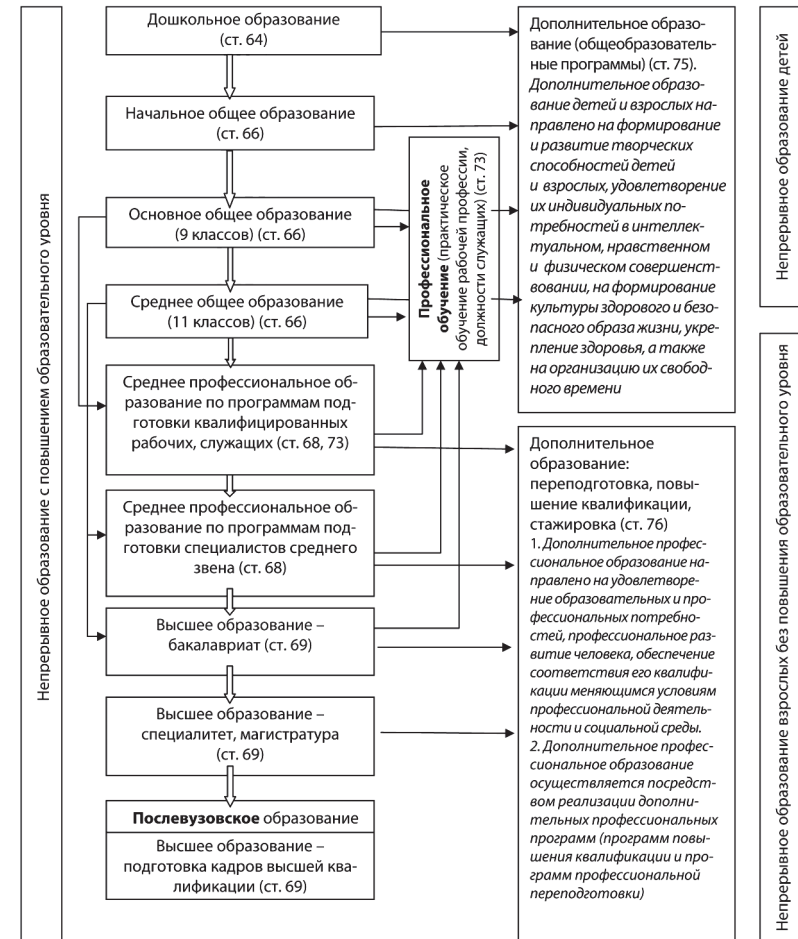 Непрерывное образование с повышением образовательного уровня
Дошкольное образование
(ст. 64)
Начальное общее образование
(ст. 66)
Основное общее образование
(9 классов) (ст. 66)
Среднее общее образование
(11 классов) (ст. 66)
Среднее профессиональное об-
разование по программам под-
готовки квалифицированных
рабочих, служащих (ст. 68, 73)
Среднее профессиональное об-
разование по программам под-
готовки специалистов среднего
звена (ст. 68)
Высшее образование –
бакалавриат (ст. 69)
Высшее образование –
специалитет, магистратура
(ст. 69)
Послевузовское образование
Высшее образование –
подготовка кадров высшей ква-
лификации (ст. 69)
Профессиональное
обучение (практическое
обучение рабочей профессии,
должности служащих) (ст. 73)
Дополнительное образо-
вание (общеобразователь-
ные программы) (ст. 75).
Дополнительное образо-
вание детей и взрослых на-
правлено на формирование
и развитие творческих
способностей детей
и взрослых, удовлетворение
их индивидуальных по-
требностей в интеллек-
туальном, нравственном
и физическом совершенст-
вовании, на формирование
культуры здорового и безо-
пасного образа жизни, укре-
пление здоровья, а также
на организацию их свобод-
ного времени
Дополнительное
образование:
переподготовка, повы-
шение квалификации,
стажировка (ст. 76)
1. Дополнительное професс-
иональное образование на-
правлено на удовлетворе-
ние образовательных и про-
фессиональных потребно-
стей, профессиональное раз-
витие человека, обеспечение
соответствия его квалифи-
кации меняющимся условиям
профессиональной деятель-
ности и социальной среды.
2. Дополнительное профес-
сиональное образование
осуществляется посредст-
вом реализации дополни-
тельных профессиональных
программ (программ повы-
шения квалификации и про-
грамм профессиональной
переподготовки)
Непрерывное образование детей
Непрерывное образование взрослых без повышения образовательного уровня